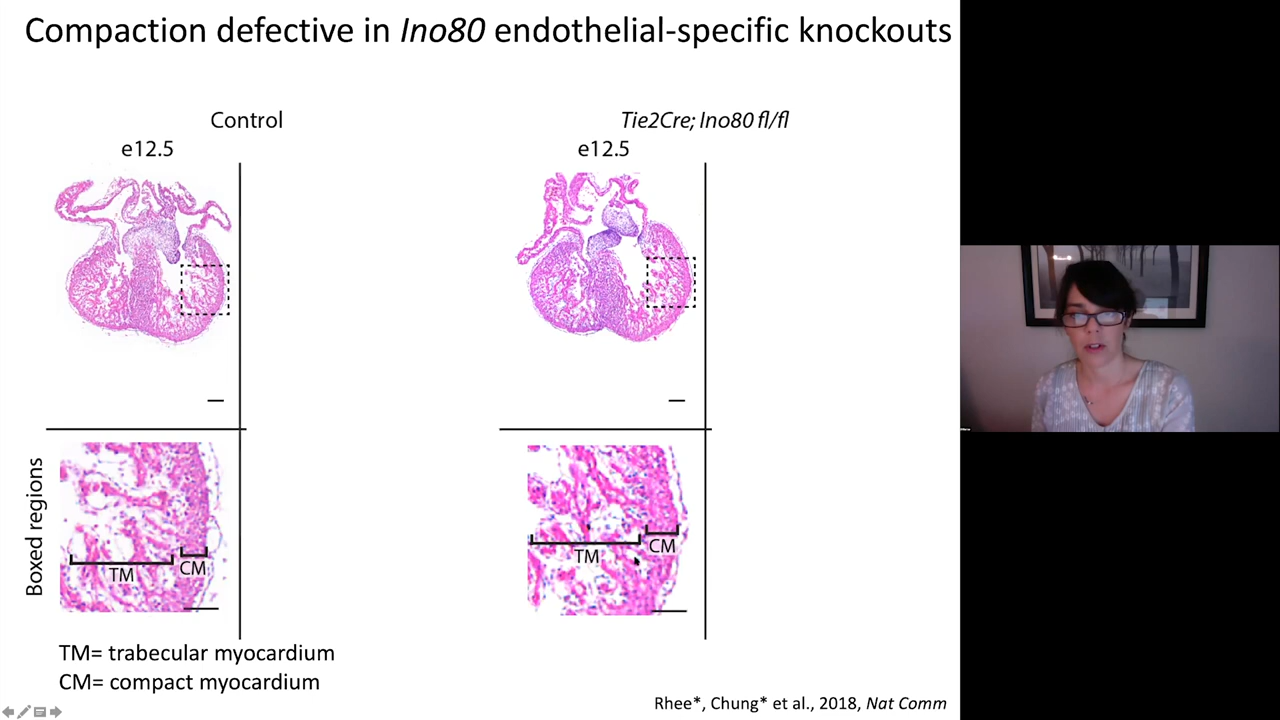 Compaction defective in Ino80 endothelial-specific knockouts
Control
Tie2Cre; Ino80 fl/fl
e12.5
e12.5
Boxed regions
TM
CM
TM
CM
TM= trabecular myocardium
CM= compact myocardium
Rhee*, Chung* et al., 2018, Nat Comm